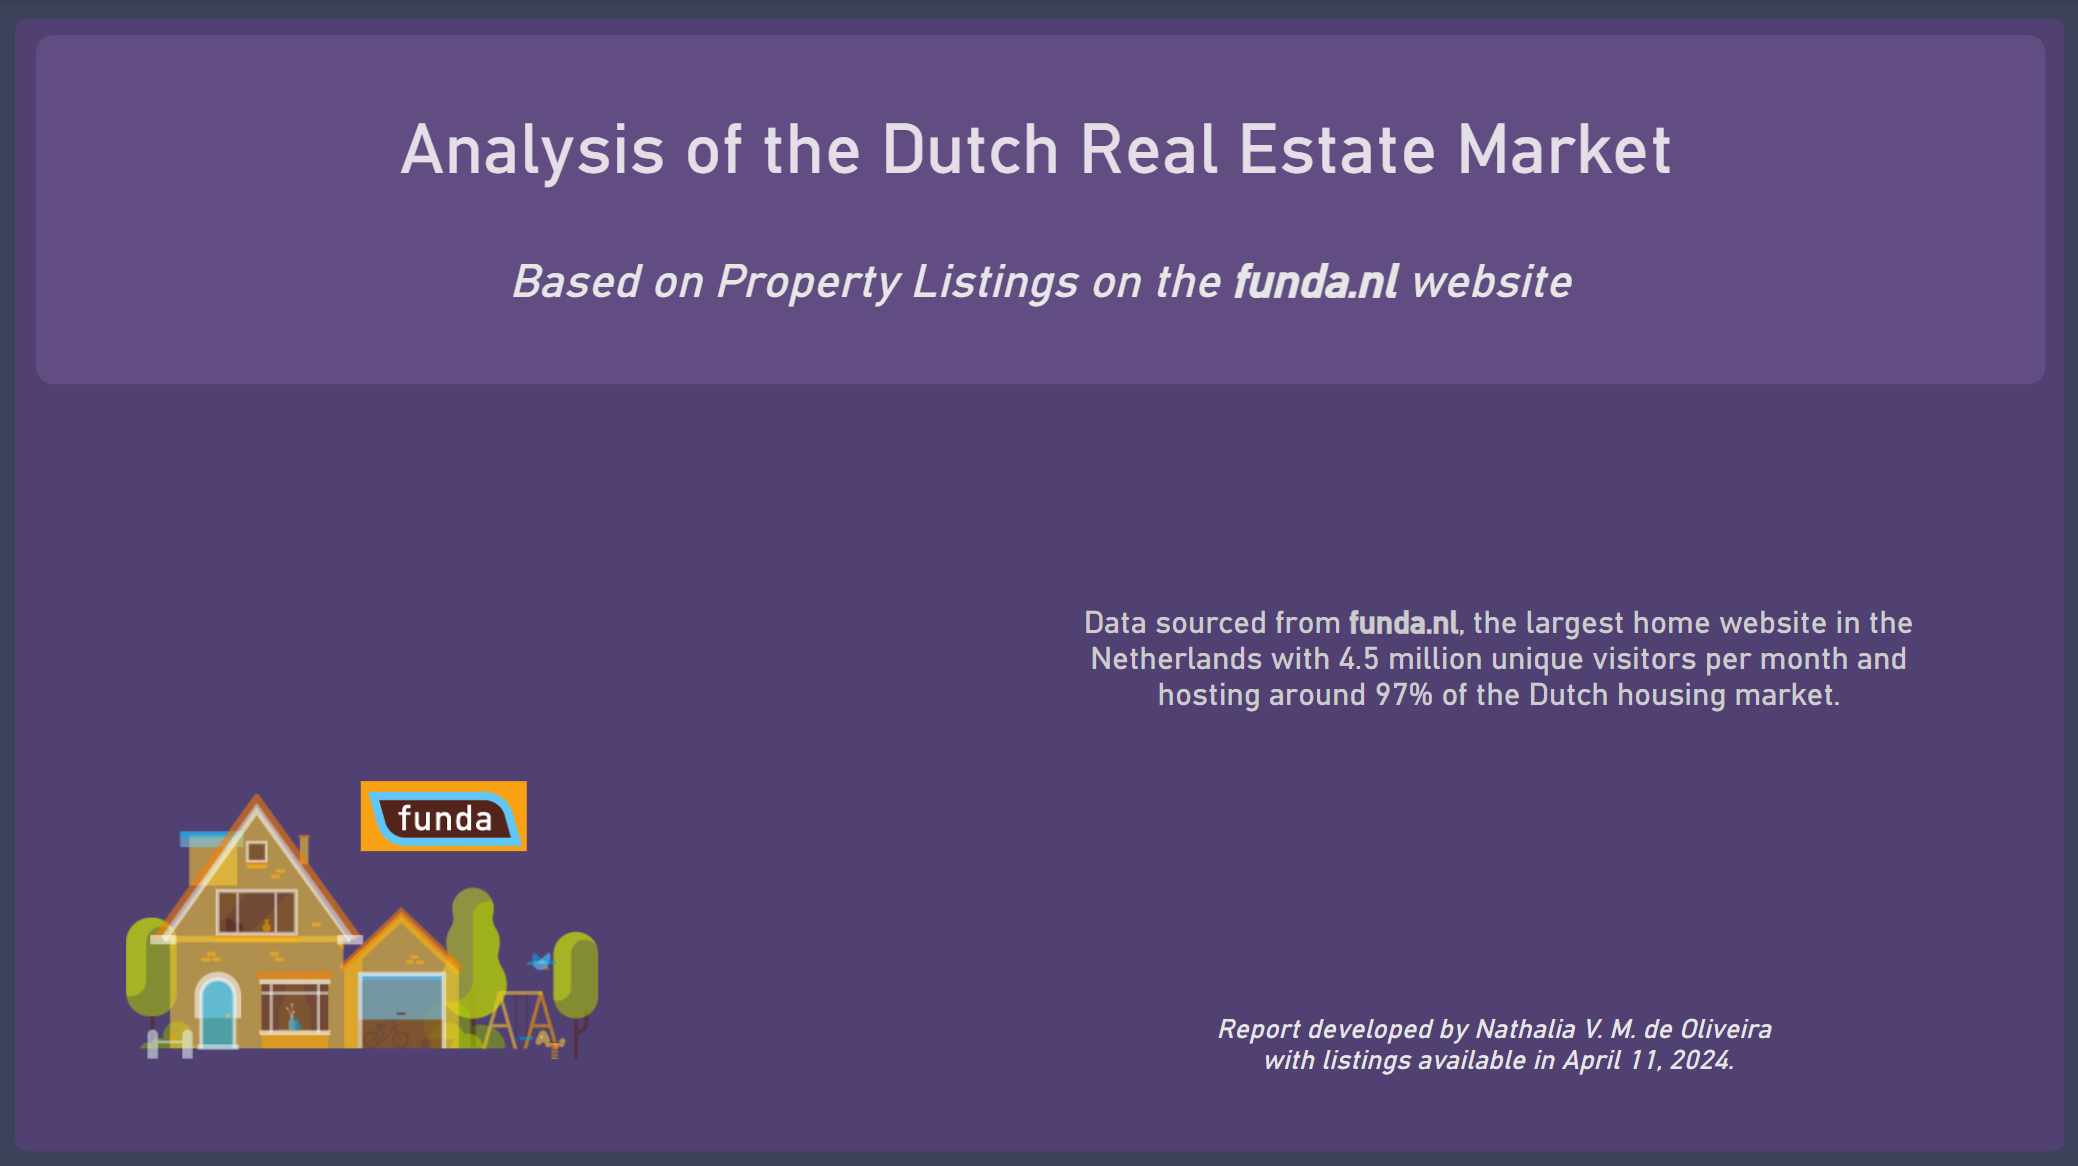 Analysis of the Dutch Real Estate Market
Based on Property Listings on the funda.nl website
Data sourced from funda.nl, the largest home website in the
Netherlands with 4.5 million unique visitors per month and
hosting around 97% of the Dutch housing market.
funda
Report developed by Nathalia V. M. de Oliveira
with listings available in April 11, 2024.